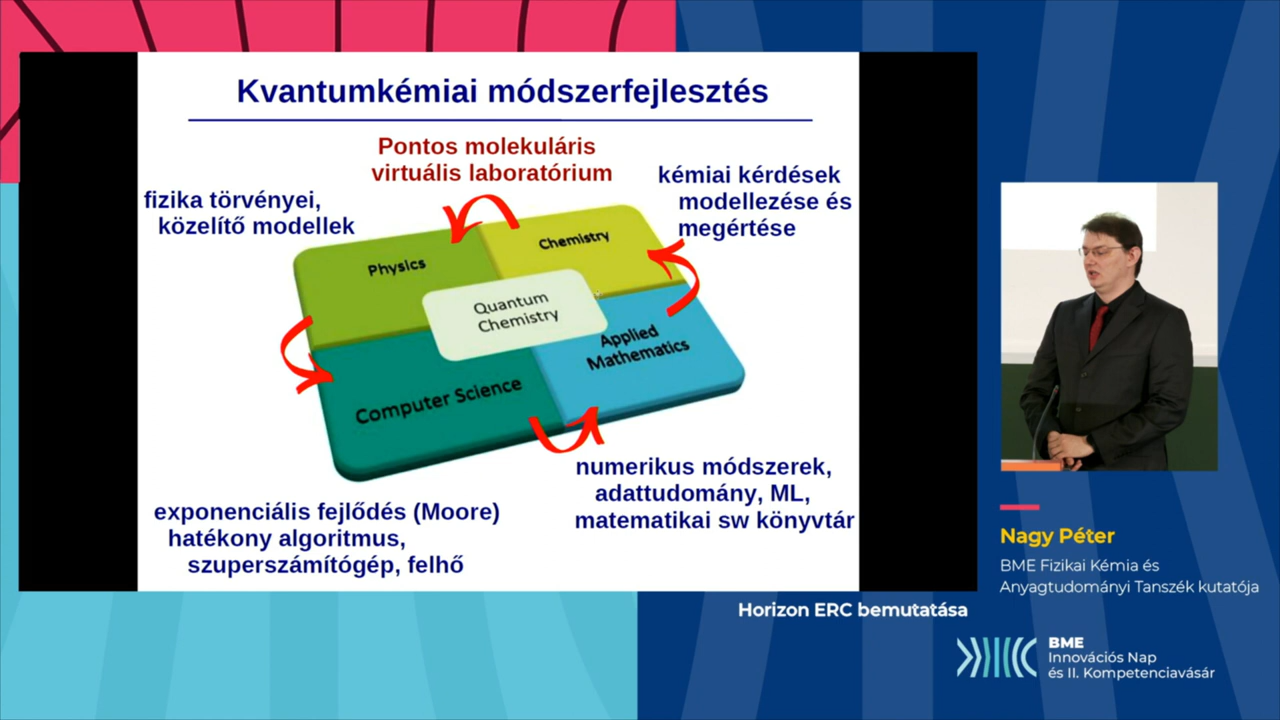 Kvantumkémiai módszerfejlesztés
Pontos molekuláris
virtuális laboratórium
fizika törvényei,
közelítő modellek
kémiai kérdések
modellezése és
megértése
Physics
Chemistry
Quantum
Chemistry
Computer Science
Applied
Mathematics
numerikus módszerek,
adattudomány, ML,
matematikai sw könyvtár
exponenciális fejlődés (Moore)
hatékony algoritmus,
szuperszámítógép, felhő
Nagy Péter
BME Fizikai Kémia és
Anyagtudományi Tanszék kutatója
Horizon ERC bemutatása
BME
Innovációs Nap
és II. Kompetenciavásár